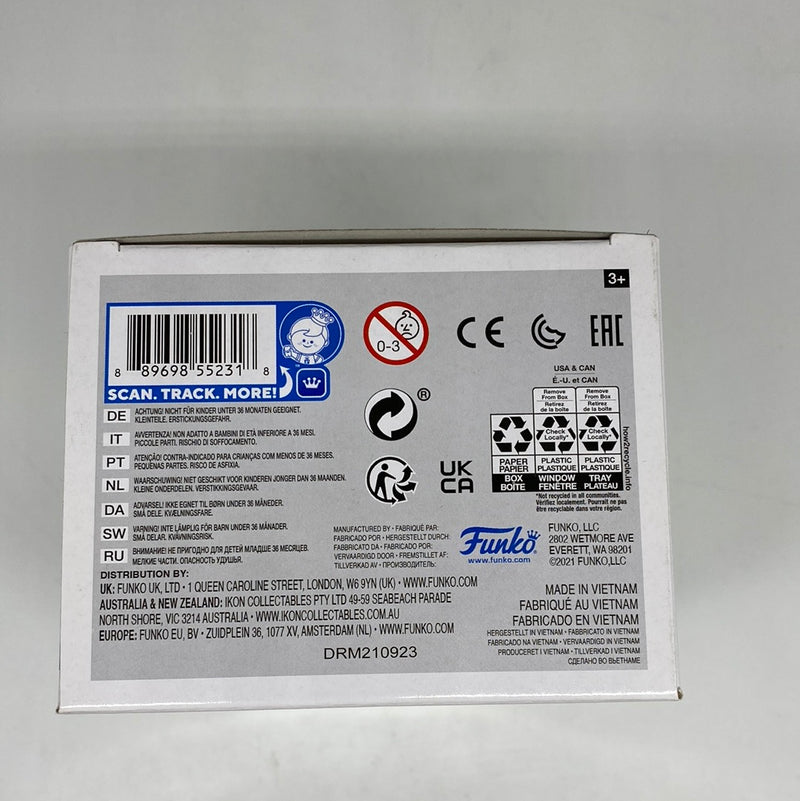 3+
8 89698 55231 8
SCAN. TRACK. MORE!
0-3
CE
EAC
®
UK
CA
USA & CAN
É.-U. et CAN
Remove
From Box
Retirez
de la boîte
Remove
From Box
Retirez
de la boîte
Check
Locally*
Check
Locally*
PAPER
PAPIER
PLASTIC
PLASTIQUE
PLASTIC
PLASTIQUE
BOX
BOÎTE
WINDOW
FENÊTRE
TRAY
PLATEAU
how2recycle.info
*Not recycled in all communities.
Vérifiez localement. Pourrait ne pas
être recyclable dans votre région.
DE ACHTUNG! NICHT FÜR KINDER UNTER 36 MONATEN GEEIGNET.
KLEINTEILE. ERSTICKUNGSGEFAHR.
IT AVVERTENZA! NON ADATTO A BAMBINI DI ETÀ INFERIORE A 36 MESI.
PICCOLE PARTI. RISCHIO DI SOFFOCAMENTO.
PT ATENÇÃO! CONTRA-INDICADO PARA CRIANÇAS COM MENOS DE 36 MESES.
PEQUENAS PARTES. RISCO DE ASFIXIA.
NL WAARSCHUWING! NIET GESCHIKT VOOR KINDEREN JONGER DAN 36 MAANDEN.
KLEINE ONDERDELEN. VERSTIKKINGSGEVAAR.
DA ADVARSEL! IKKE EGNET TIL BØRN UNDER 36 MÅNEDER.
SMÅ DELE. KVÆLNINGSFARE.
SW VARNING! INTE LÄMPLIG FÖR BARN UNDER 36 MÅNADER.
SMÅ DELAR. KVÄVNINGSRISK.
RU ВНИМАНИЕ! НЕ ПРИГОДНО ДЛЯ ДЕТЕЙ МЛАДШЕ 36 МЕСЯЦЕВ.
МЕЛКИЕ ЧАСТИ. ОПАСНОСТЬ УДУШЬЯ.
MANUFACTURED BY • FABRIQUÉ PAR:
FABRICADO POR • HERGESTELLT DURCH:
FABBRICATO DA • FABRICADO POR:
VERVAARDIGD DOOR • FREMSTILLET AF:
TILLVERKAD AV • ПРОИЗВОДИТЕЛЬ:
Funko
www.funko.com
FUNKO, LLC
2802 WETMORE AVE
EVERETT, WA 98201
©2021 FUNKO,LLC
DISTRIBUTION BY:
UK: FUNKO UK, LTD • 1 QUEEN CAROLINE STREET, LONDON, W6 9YN (UK) • WWW.FUNKO.COM
AUSTRALIA & NEW ZEALAND: IKON COLLECTABLES PTY LTD 49-59 SEABEACH PARADE
NORTH SHORE, VIC 3214 AUSTRALIA • WWW.IKONCOLLECTABLES.COM.AU
EUROPE: FUNKO EU, BV • ZUIDPLEIN 36, 1077 XV, AMSTERDAM (NL) • WWW.FUNKO.COM
DRM210923
MADE IN VIETNAM
FABRIQUÉ AU VIETNAM
FABRICADO EN VIETNAM
HERGESTELLT IN VIETNAM • FABBRICATO IN VIETNAM
FABRICADO NA VIETNAM • VERVAARDIGD IN VIETNAM
PRODUCERET I VIETNAM • TILLVERKAD I VIETNAM
СДЕЛАНО ВО ВЬЕТНАМЕ